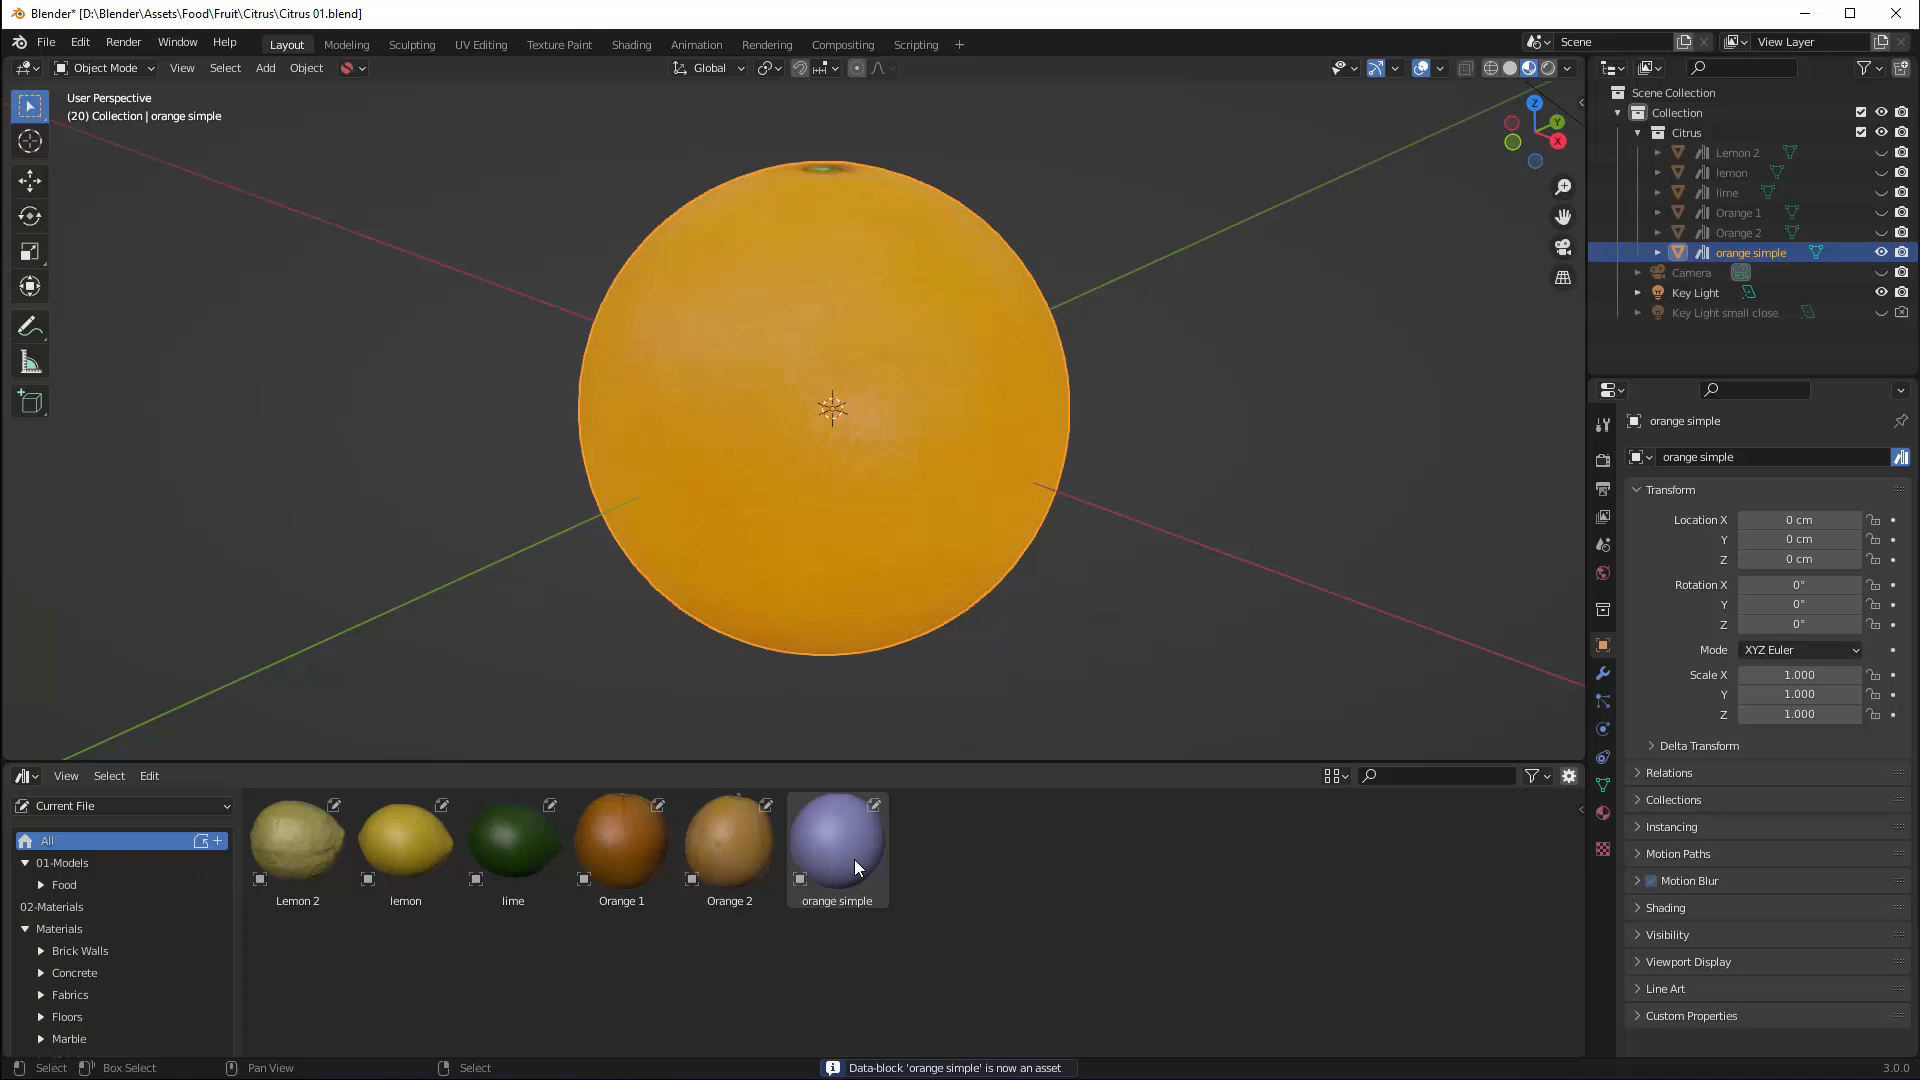 Blender* [D:\Blender\Assets\Food\Fruit\Citrus\Citrus 01.blend]
File Edit Render Window Help Layout Modeling Sculpting UV Editing Texture Paint Shading Animation Rendering Compositing Scripting + Scene View Layer
Object Mode View Select Add Object Global
User Perspective
(20) Collection | orange simple
Z
Y
X
Scene Collection
Collection
Citrus
Lemon 2
lemon
lime
Orange 1
Orange 2
orange simple
Camera
Key Light
Key Light small close
orange simple
orange simple
Transform
Location X 0 cm
Y 0 cm
Z 0 cm
Rotation X 0°
Y 0°
Z 0°
Mode XYZ Euler
Scale X 1.000
Y 1.000
Z 1.000
Delta Transform
Relations
Collections
Instancing
Motion Paths
Motion Blur
Shading
Visibility
Viewport Display
Line Art
Custom Properties
View Select Edit
Current File
All
01-Models
Food
02-Materials
Materials
Brick Walls
Concrete
Fabrics
Floors
Marble
Lemon 2 lemon lime Orange 1 Orange 2 orange simple
Select Box Select Pan View Select Data-block 'orange simple' is now an asset 3.0.0